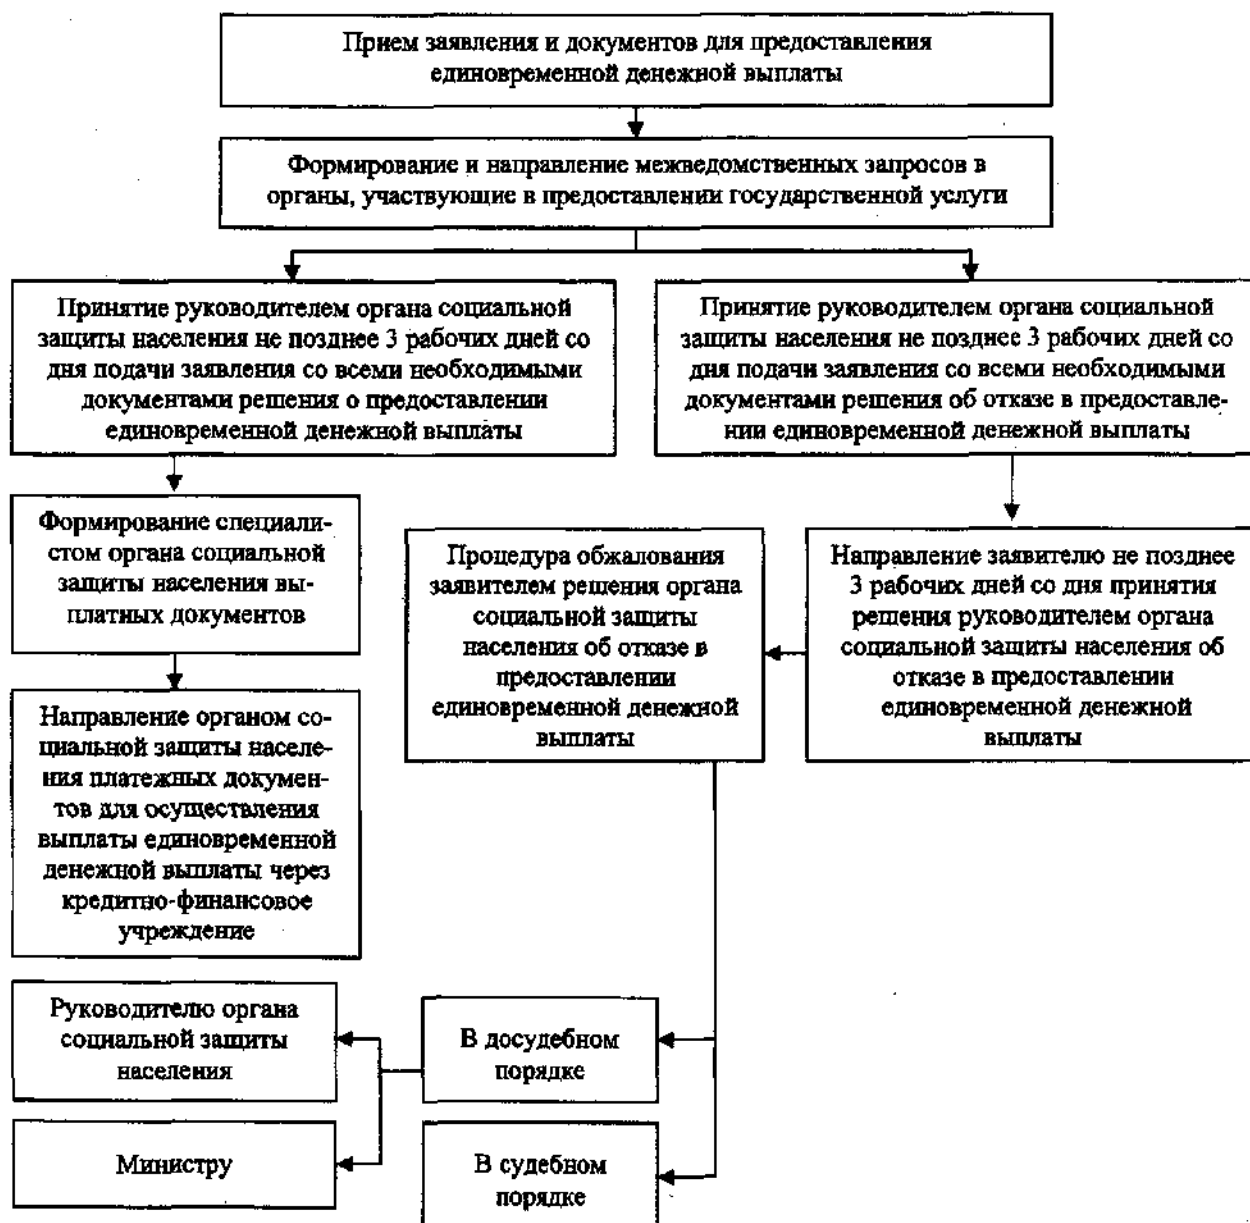 Прием заявления и документов для предоставления
единовременной денежной выплаты
Формирование и направление межведомственных запросов в
органы, участвующие в предоставлении государственной услуги
Принятие руководителем органа социальной
защиты населения не позднее 3 рабочих дней со
дня подачи заявления со всеми необходимыми
документами решения о предоставлении
единовременной денежной выплаты
Принятие руководителем органа социальной
защиты населения не позднее 3 рабочих дней со
дня подачи заявления со всеми необходимыми
документами решения об отказе в предоставле-
нии единовременной денежной выплаты
Формирование специали-
стом органа социальной
защиты населения вы-
платных документов
Процедура обжалования
заявителем решения органа
социальной защиты
населения об отказе в
предоставлении
единовременной денежной
выплаты
Направление заявителю не позднее
3 рабочих дней со дня принятия
решения руководителем органа
социальной защиты населения об
отказе в предоставлении
единовременной денежной
выплаты
Направление органом со-
циальной защиты населе-
ния платежных докумен-
тов для осуществления
выплаты единовременной
денежной выплаты через
кредитно-финансовое
учреждение
Руководителю органа
социальной защиты
населения
В досудебном
порядке
Министру
В судебном
порядке